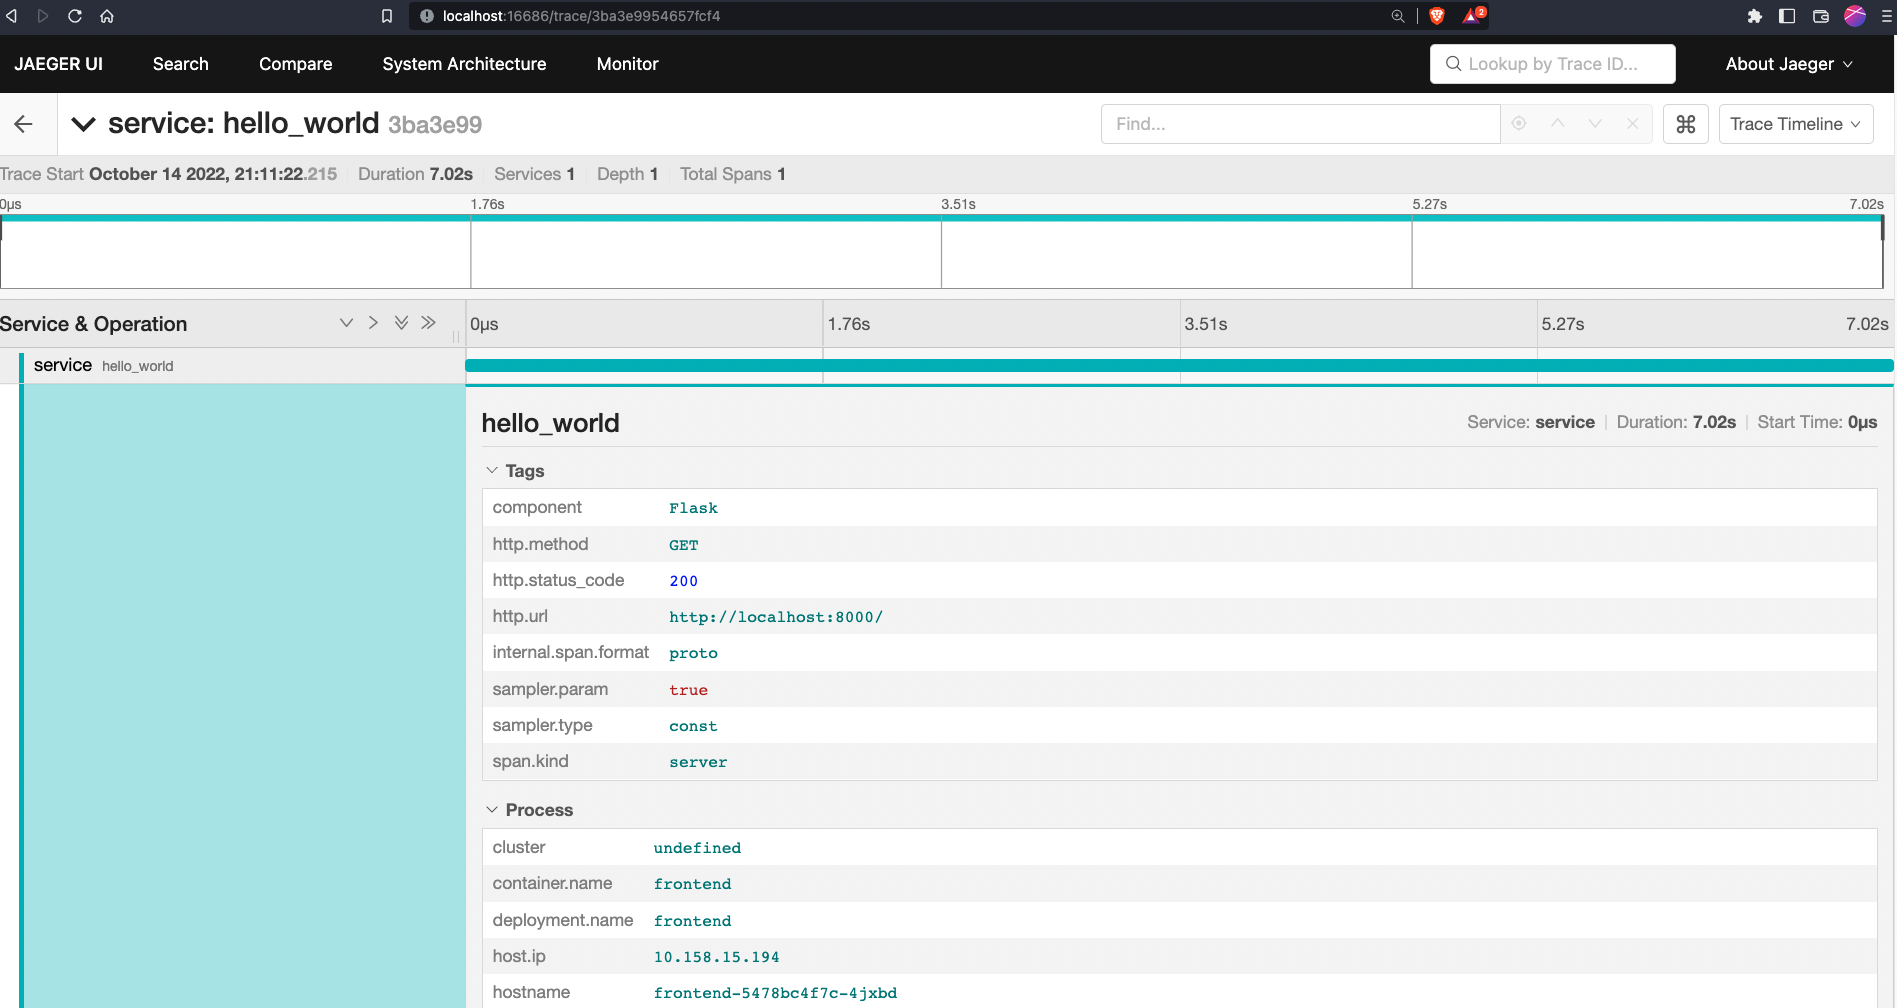 localhost:16686/trace/3ba3e9954657fcf4
2
JAEGER UI Search Compare System Architecture Monitor Lookup by Trace ID... About Jaeger
service: hello_world 3ba3e99 Find... ⌘ Trace Timeline
Trace Start October 14 2022, 21:11:22.215 Duration 7.02s Services 1 Depth 1 Total Spans 1
0μs 1.76s 3.51s 5.27s 7.02s
Service & Operation 0μs 1.76s 3.51s 5.27s 7.02s
service hello_world
hello_world Service: service Duration: 7.02s Start Time: 0μs
Tags
component Flask
http.method GET
http.status_code 200
http.url http://localhost:8000/
internal.span.format proto
sampler.param true
sampler.type const
span.kind server
Process
cluster undefined
container.name frontend
deployment.name frontend
host.ip 10.158.15.194
hostname frontend-5478bc4f7c-4jxbd